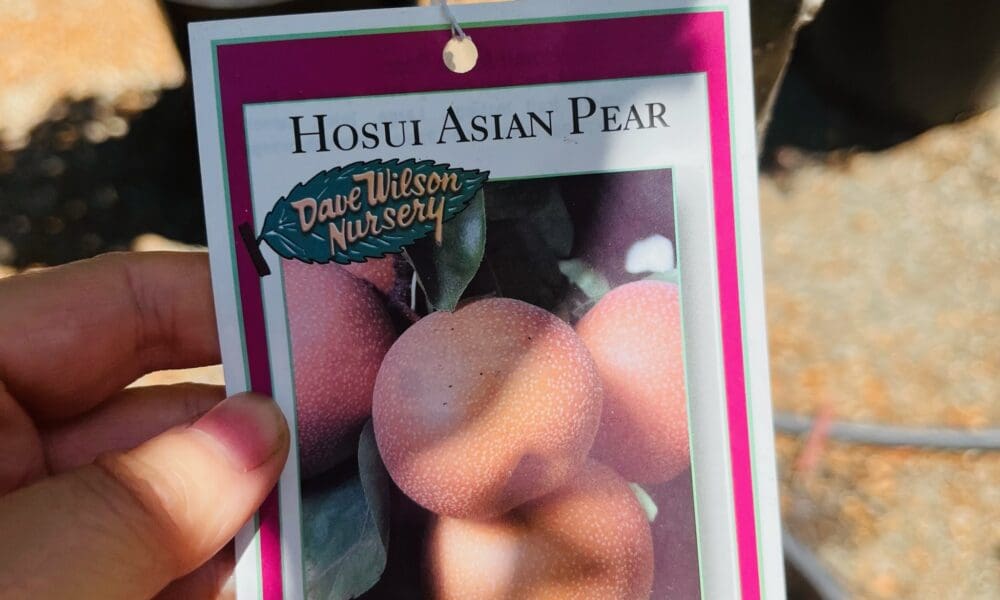 HOSUI ASIAN PEAR
Dave Wilson
Nursery